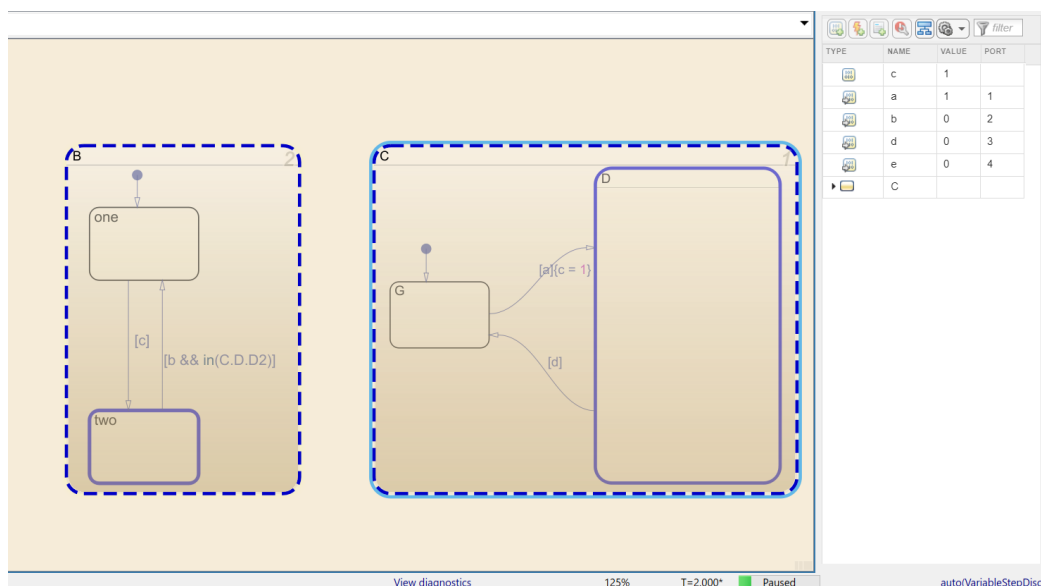 filter
TYPE NAME VALUE PORT
c 1
a 1 1
b 0 2
d 0 3
e 0 4
C
B 2
one
[c]
[b && in(C.D.D2)]
two
C 1
D
[a]{c = 1}
G
[d]
View diagnostics 125% T=2.000* Paused auto(VariableStepDisc